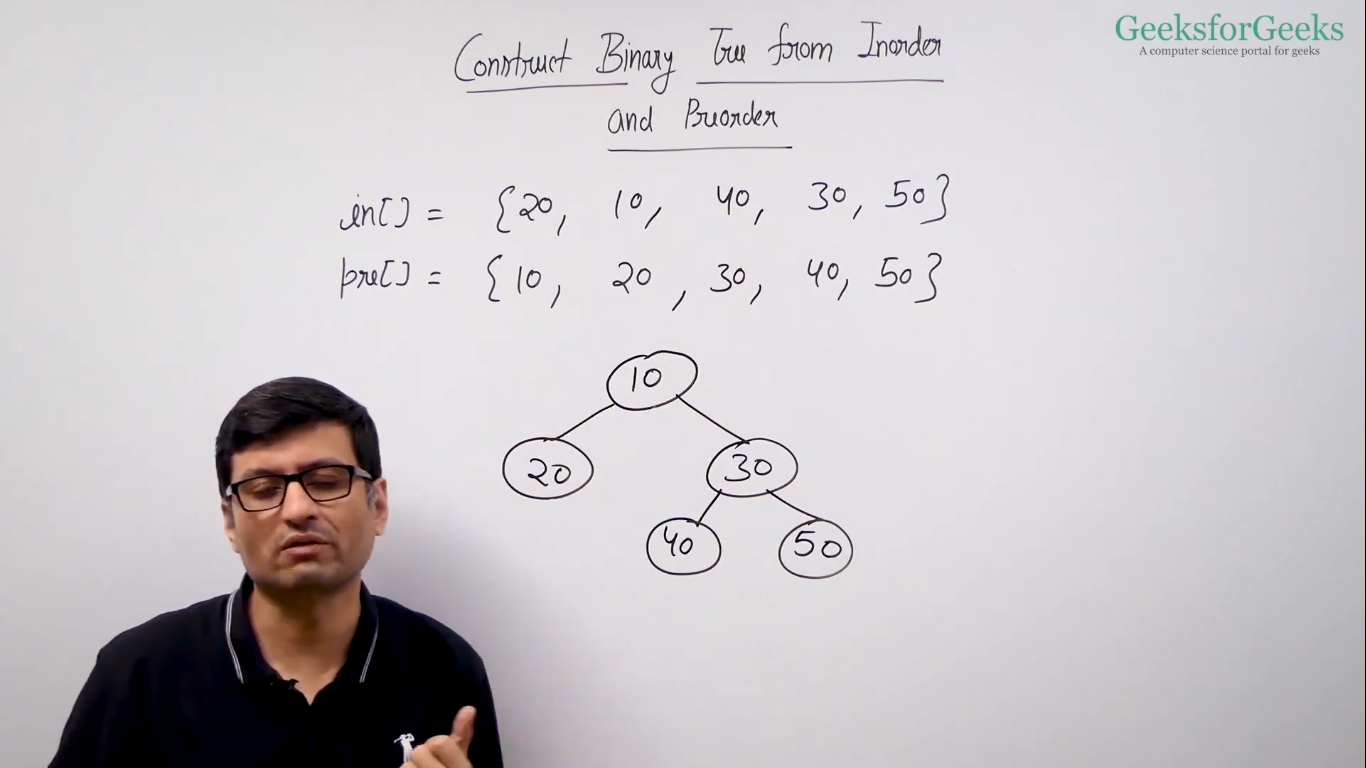 GeeksforGeeks
A computer science portal for geeks
Construct Binary Tree from Inorder
and Preorder
in[] = {20, 10, 40, 30, 50}
pre[] = {10, 20, 30, 40, 50}
10
20 30
40 50